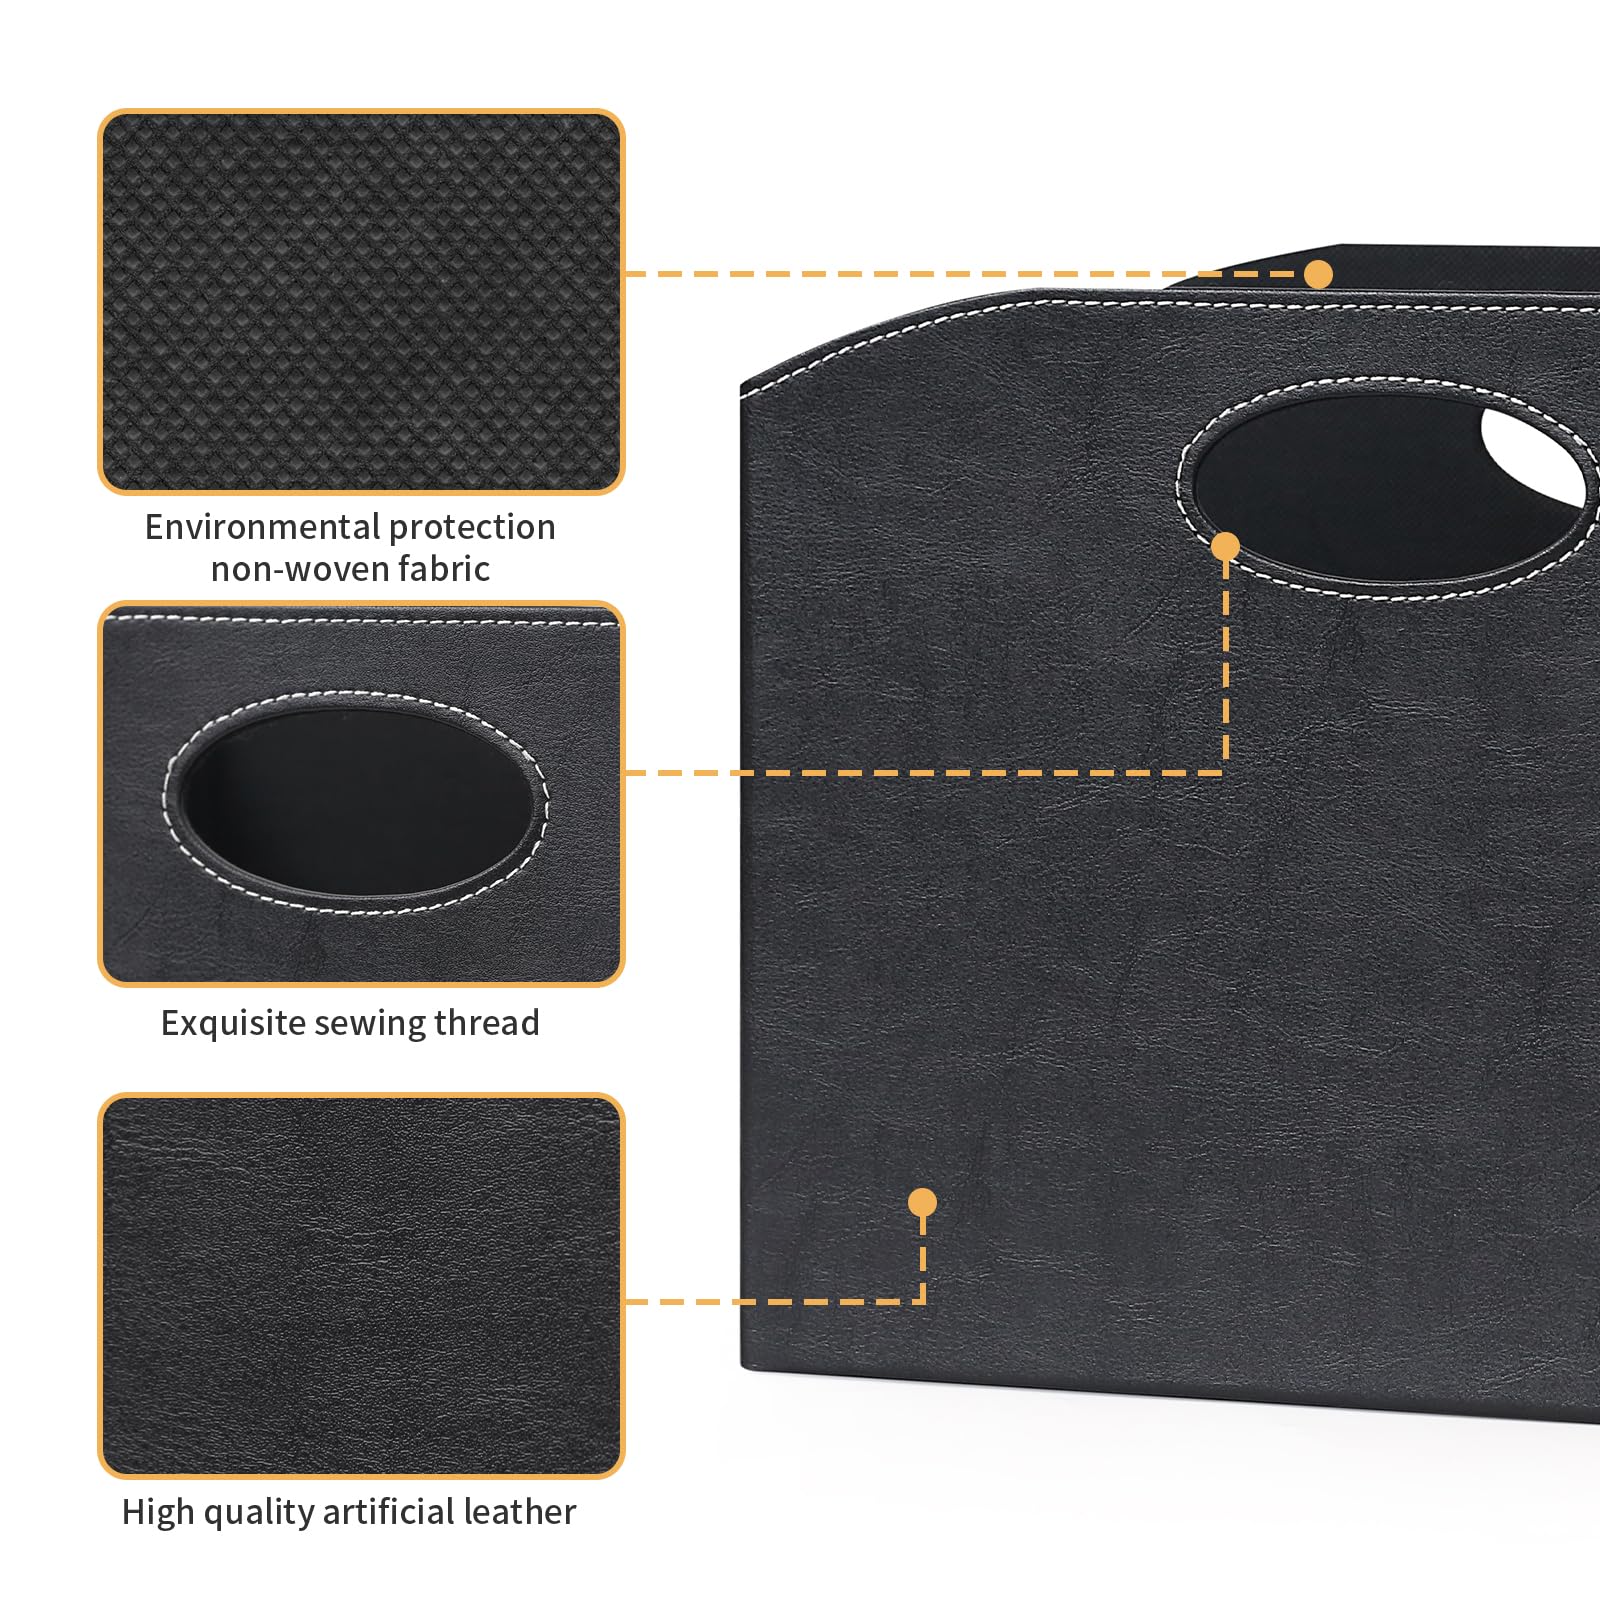 Environmental protection
non-woven fabric
Exquisite sewing thread
High quality artificial leather